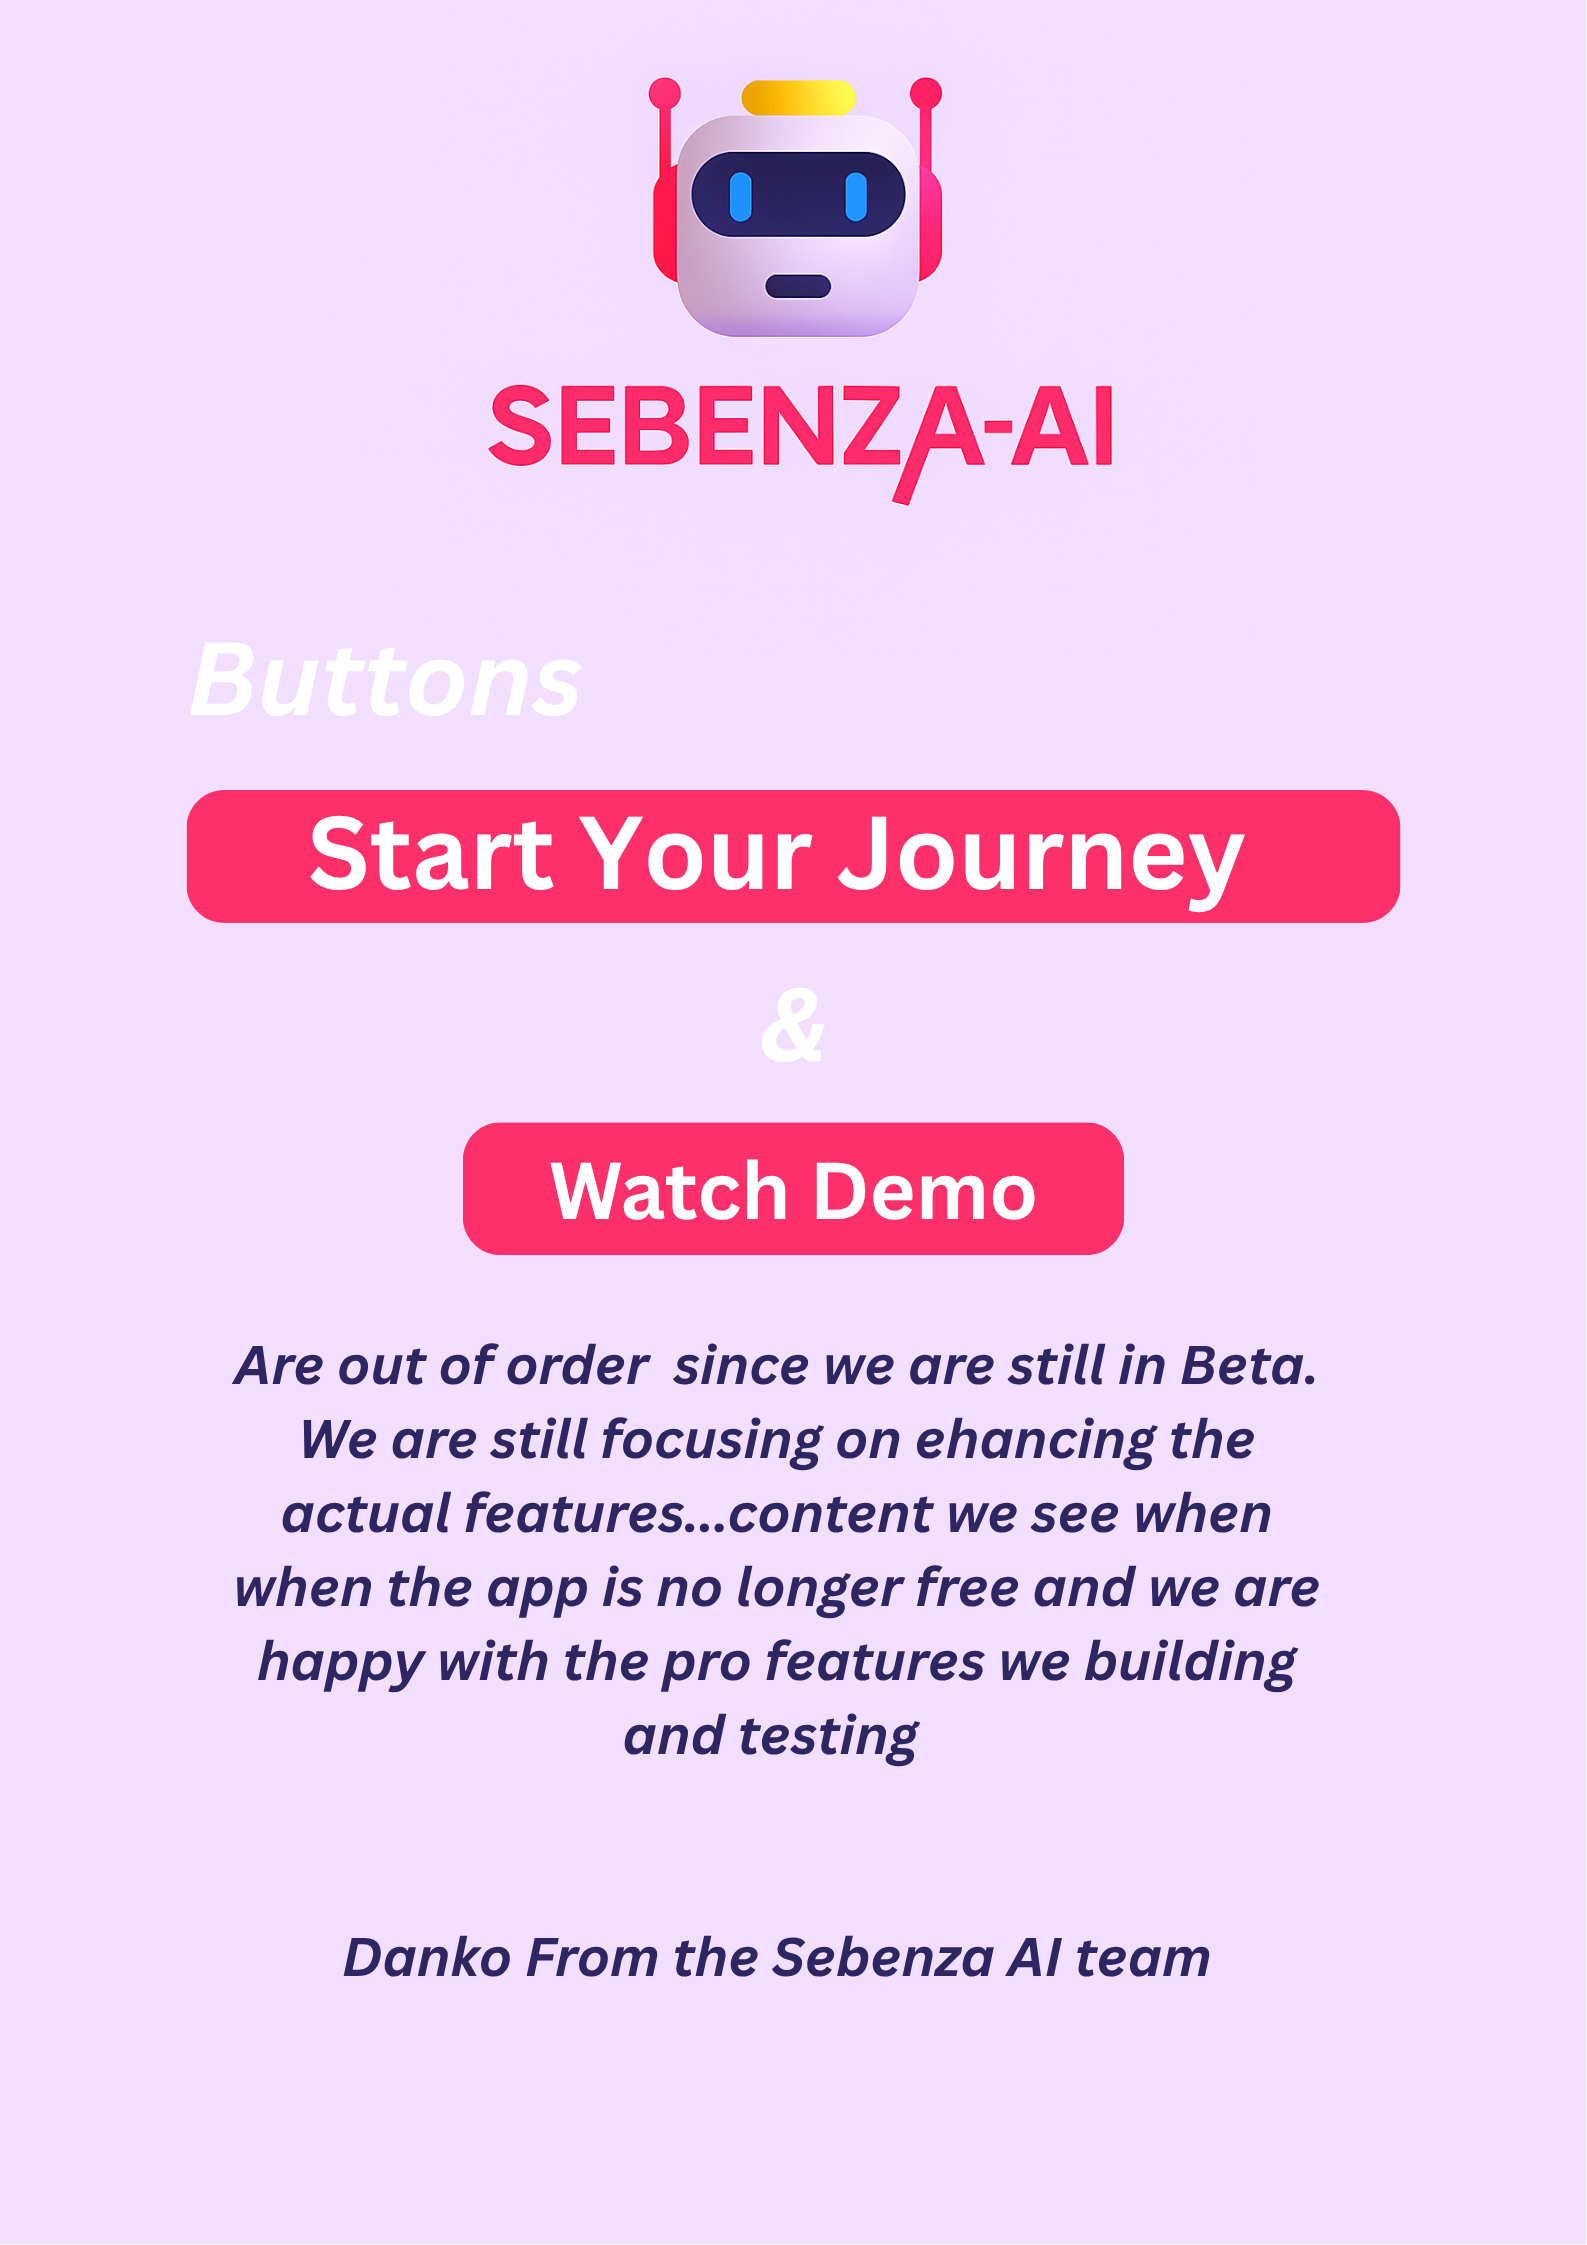 SEBENZA-AI
Buttons
Start Your Journey
&
Watch Demo
Are out of order  since we are still in Beta.
We are still focusing on ehancing the
actual features...content we see when
when the app is no longer free and we are
happy with the pro features we building
and testing
Danko From the Sebenza AI team